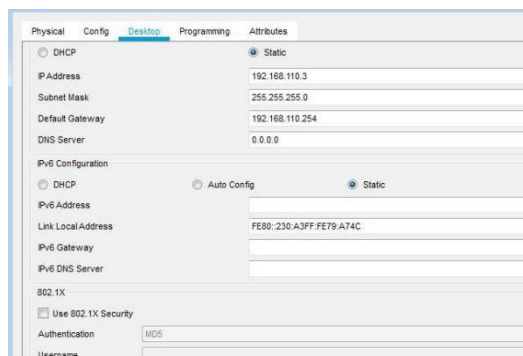 Physical Config Desktop Programming Attributes
DHCP Static
IP Address 192.168.110.3
Subnet Mask 255.255.255.0
Default Gateway 192.168.110.254
DNS Server 0.0.0.0
IPv6 Configuration
DHCP Auto Config Static
IPv6 Address
Link Local Address FE80::230:A3FF:FE79:A74C
IPv6 Gateway
IPv6 DNS Server
802.1X
Use 802.1X Security
Authentication MD5
Username